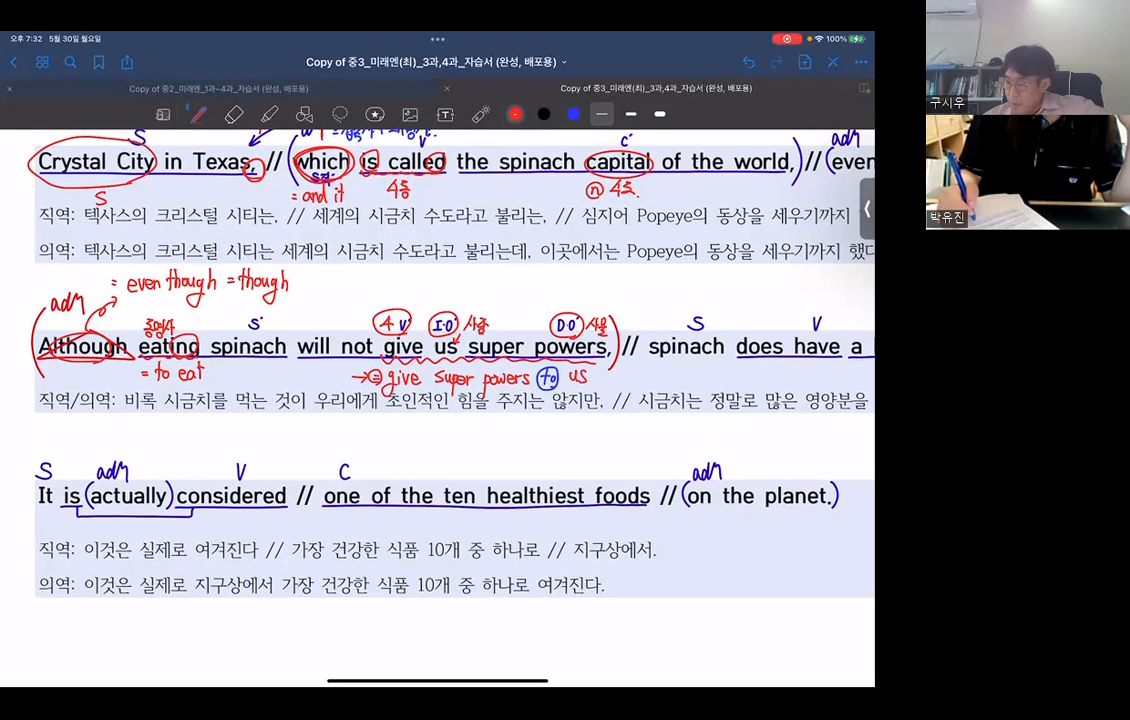 오후 7:32 5월 30일 월요일
100%
Copy of 중3_미래엔(최)_3과,4과_자습서 (완성, 배포용)
Copy of 중2_미래엔_1과~4과_자습서 (완성, 배포용)
Copy of 중3_미래엔(최)_3과,4과_자습서 (완성, 배포용)
구시우
박유진
S V C adv
Crystal City in Texas, // (which is called the spinach capital of the world,) // (even
S = and it 4형 ⓝ 4형.
직역: 텍사스의 크리스털 시티는, // 세계의 시금치 수도라고 불리는, // 심지어 Popeye의 동상을 세우기까지
의역: 텍사스의 크리스털 시티는 세계의 시금치 수도라고 불리는데, 이곳에서는 Popeye의 동상을 세우기까지 했다
= even though = though
adv 동명사 s' 4 v' I·O' 사람 D·O' 사물 S V
(Although eating spinach will not give us super powers,) // spinach does have a
= to eat → = give super powers to us
직역/의역: 비록 시금치를 먹는 것이 우리에게 초인적인 힘을 주지는 않지만, // 시금치는 정말로 많은 영양분을
S adv V C adv
It is (actually) considered // one of the ten healthiest foods // (on the planet.)
직역: 이것은 실제로 여겨진다 // 가장 건강한 식품 10개 중 하나로 // 지구상에서.
의역: 이것은 실제로 지구상에서 가장 건강한 식품 10개 중 하나로 여겨진다.